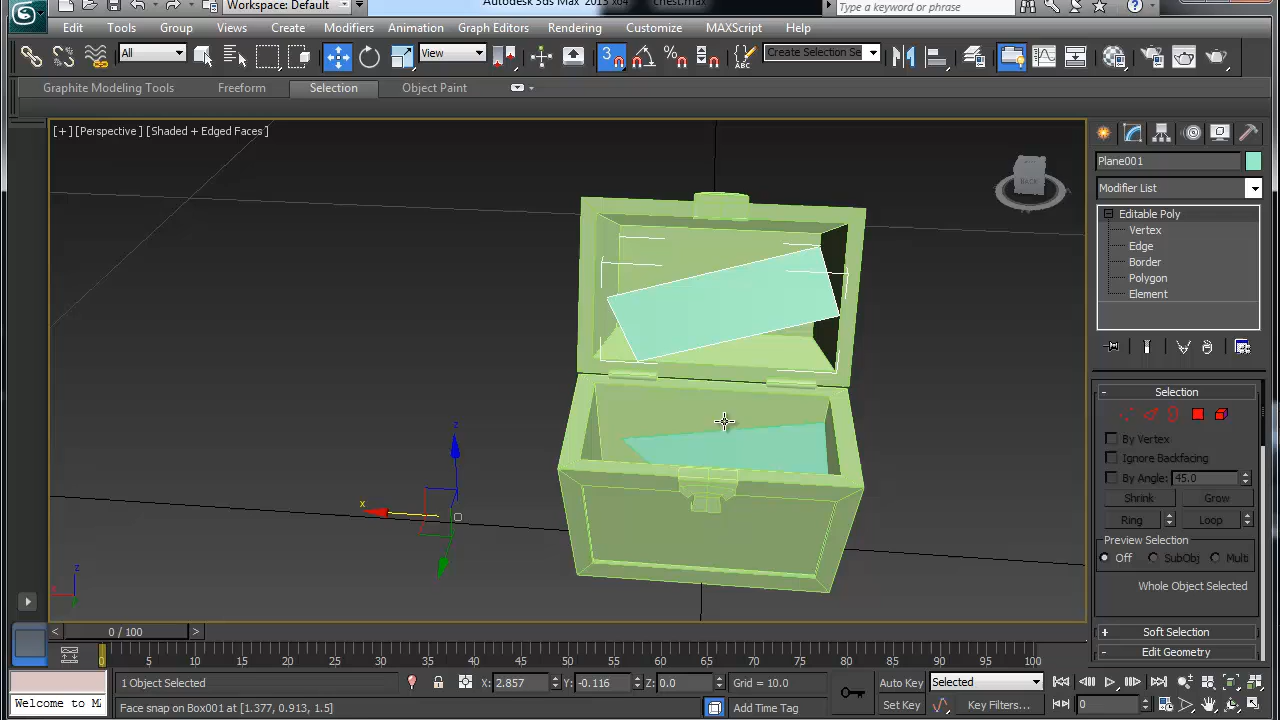 Autodesk 3ds Max 2013 x64 chest.max
Workspace: Default
Type a keyword or phrase
Edit Tools Group Views Create Modifiers Animation Graph Editors Rendering Customize MAXScript Help
All
View
3
Create Selection Se
Graphite Modeling Tools Freeform Selection Object Paint
[+] [Perspective ] [Shaded + Edged Faces ]
BACK
Plane001
Modifier List
Editable Poly
Vertex
Edge
Border
Polygon
Element
Selection
By Vertex
Ignore Backfacing
By Angle: 45.0
Shrink Grow
Ring Loop
Preview Selection
Off SubObj Multi
Whole Object Selected
Soft Selection
Edit Geometry
z
x
z
x
0 / 100
0 5 10 15 20 25 30 35 40 45 50 55 60 65 70 75 80 85 90 95 100
1 Object Selected X: 2.857 Y: -0.116 Z: 0.0 Grid = 10.0 Auto Key Selected
Welcome to M
Face snap on Box001 at [1.377, 0.913, 1.5] Add Time Tag Set Key Key Filters... 0